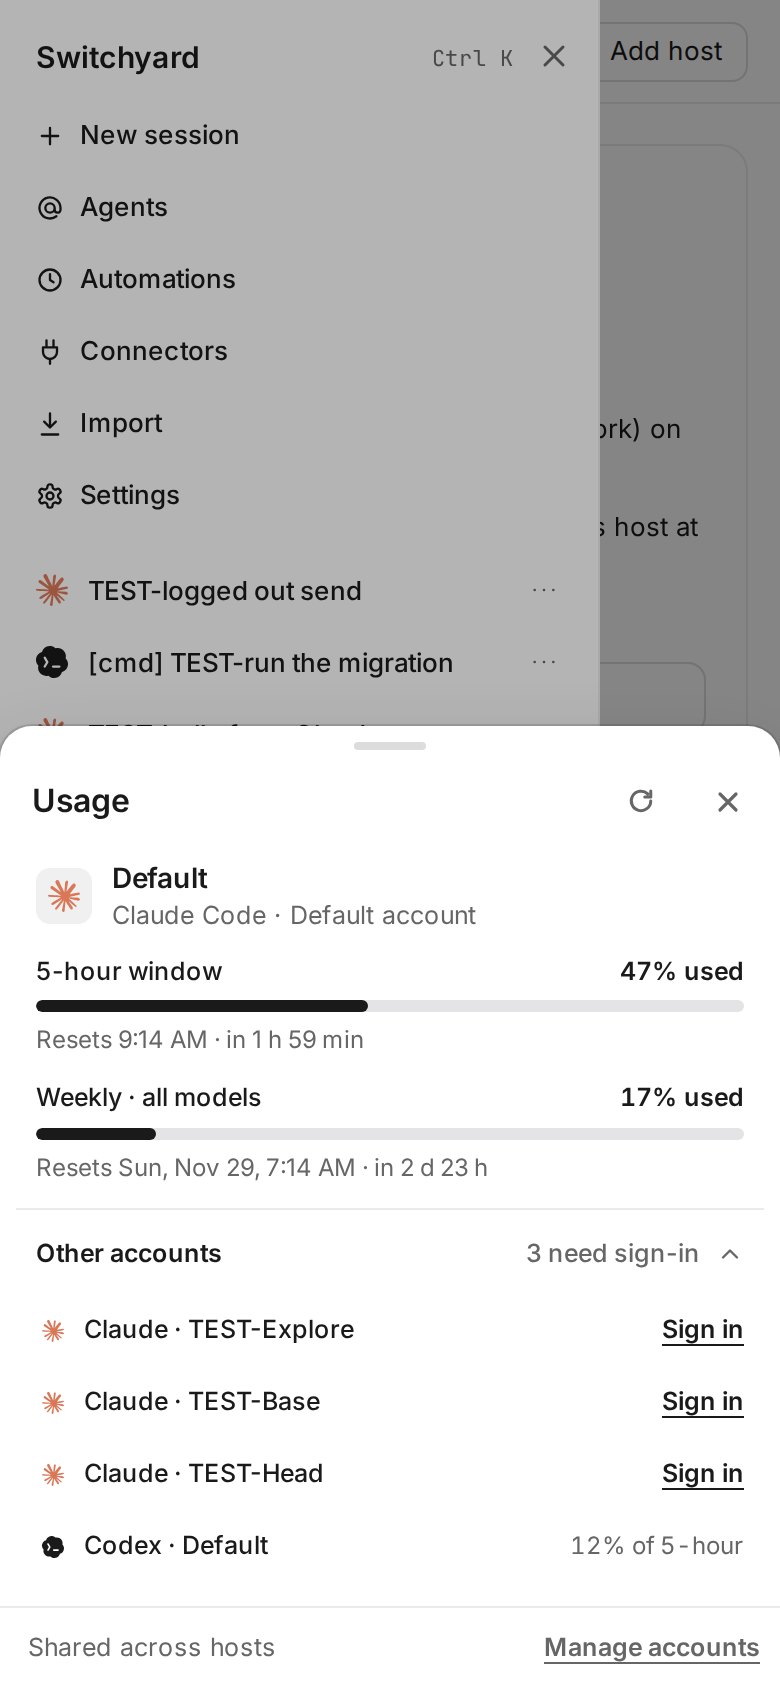 Switchyard
Ctrl K
Add host
New session
Agents
Automations
Connectors
Import
on
Settings
host at
TEST-logged out send
...
[cmd] TEST-run the migration
...
Usage
Default
Claude Code · Default account
5-hour window
47% used
Resets 9:14 AM · in 1 h 59 min
Weekly · all models
17% used
Resets Sun, Nov 29, 7:14 AM · in 2 d 23 h
Other accounts
3 need sign-in
Claude · TEST-Explore
Sign in
Claude · TEST-Base
Sign in
Claude · TEST-Head
Sign in
Codex · Default
12% of 5-hour
Shared across hosts
Manage accounts